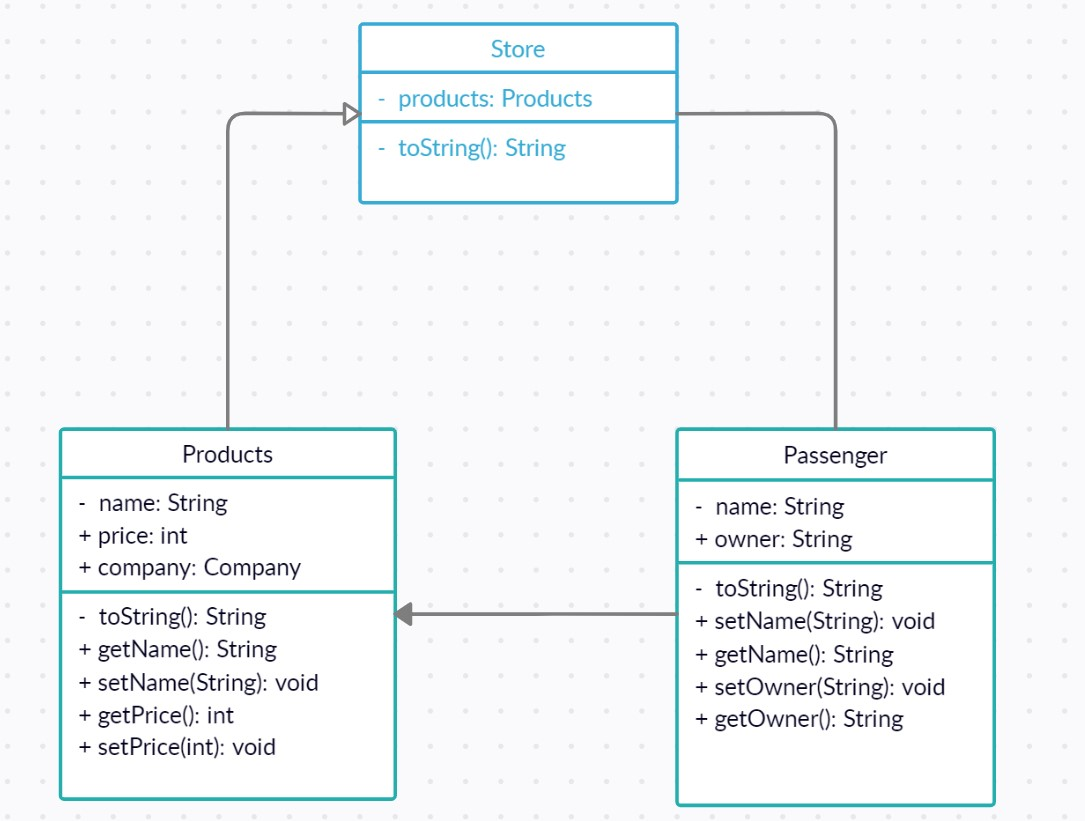 Store
- products: Products
- toString(): String
Products
- name: String
+ price: int
+ company: Company
- toString(): String
+ getName(): String
+ setName(String): void
+ getPrice(): int
+ setPrice(int): void
Passenger
- name: String
+ owner: String
- toString(): String
+ setName(String): void
+ getName(): String
+ setOwner(String): void
+ getOwner(): String